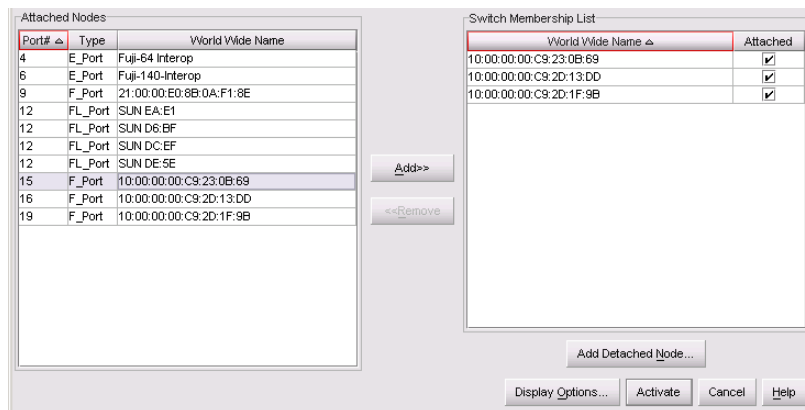 Attached Nodes
Port# Type World Wide Name
4 E_Port Fuji-64 Interop
6 E_Port Fuji-140-Interop
9 F_Port 21:00:00:E0:8B:0A:F1:8E
12 FL_Port SUN EA:E1
12 FL_Port SUN D6:BF
12 FL_Port SUN DC:EF
12 FL_Port SUN DE:5E
15 F_Port 10:00:00:00:C9:23:0B:69
16 F_Port 10:00:00:00:C9:2D:13:DD
19 F_Port 10:00:00:00:C9:2D:1F:9B
Add>>
<<Remove
Switch Membership List
World Wide Name Attached
10:00:00:00:C9:23:0B:69
10:00:00:00:C9:2D:13:DD
10:00:00:00:C9:2D:1F:9B
Add Detached Node...
Display Options... Activate Cancel Help